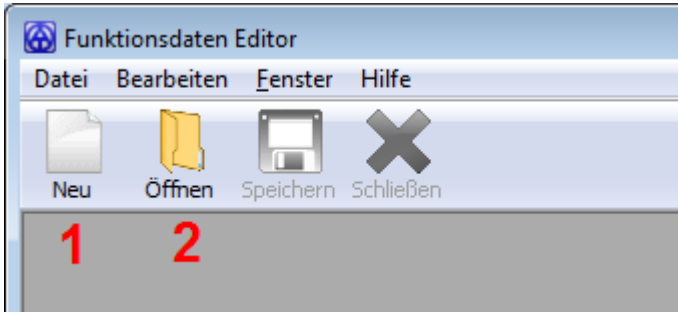 Funktionsdaten Editor
Datei Bearbeiten Fenster Hilfe
Neu Öffnen Speichern Schließen
1 2